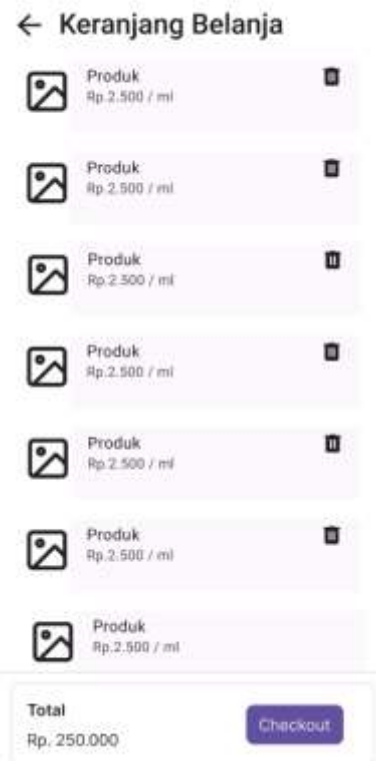 Keranjang Belanja
Produk
Rp.2.500 / ml
Produk
Rp.2.500 / ml
Produk
Rp.2.500 / ml
Produk
Rp.2.500 / ml
Produk
Rp.2.500 / ml
Produk
Rp.2.500 / ml
Produk
Rp.2.500 / ml
Total
Rp. 250.000
Checkout